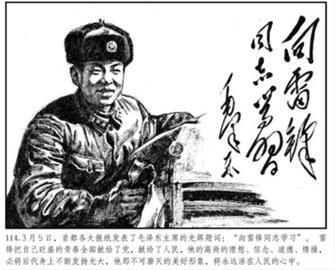 向雷锋
同志学习
毛泽东
114.3月5日，首都各大报纸发表了毛泽东主席的光辉题词：“向雷锋同志学习”。 雷
锋把自己旺盛的青春全部献给了党，献给了人民，他的高尚的理想、信念、道德、情操，
必将后代身上不断发扬光大，他那不可磨灭的美好形象，将永远活在人民的心中。